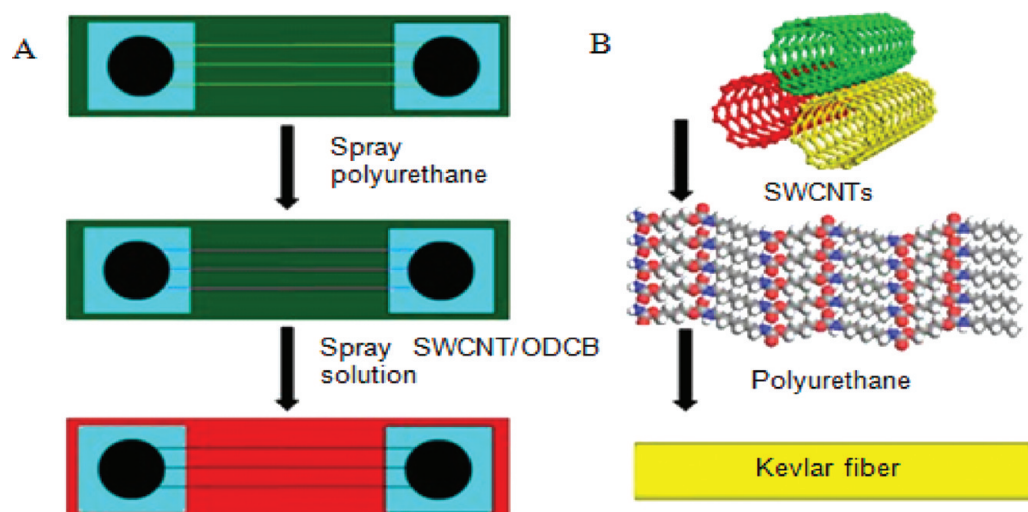 A
Spray
polyurethane
Spray SWCNT/ODCB
solution
B
SWCNTs
Polyurethane
Kevlar fiber